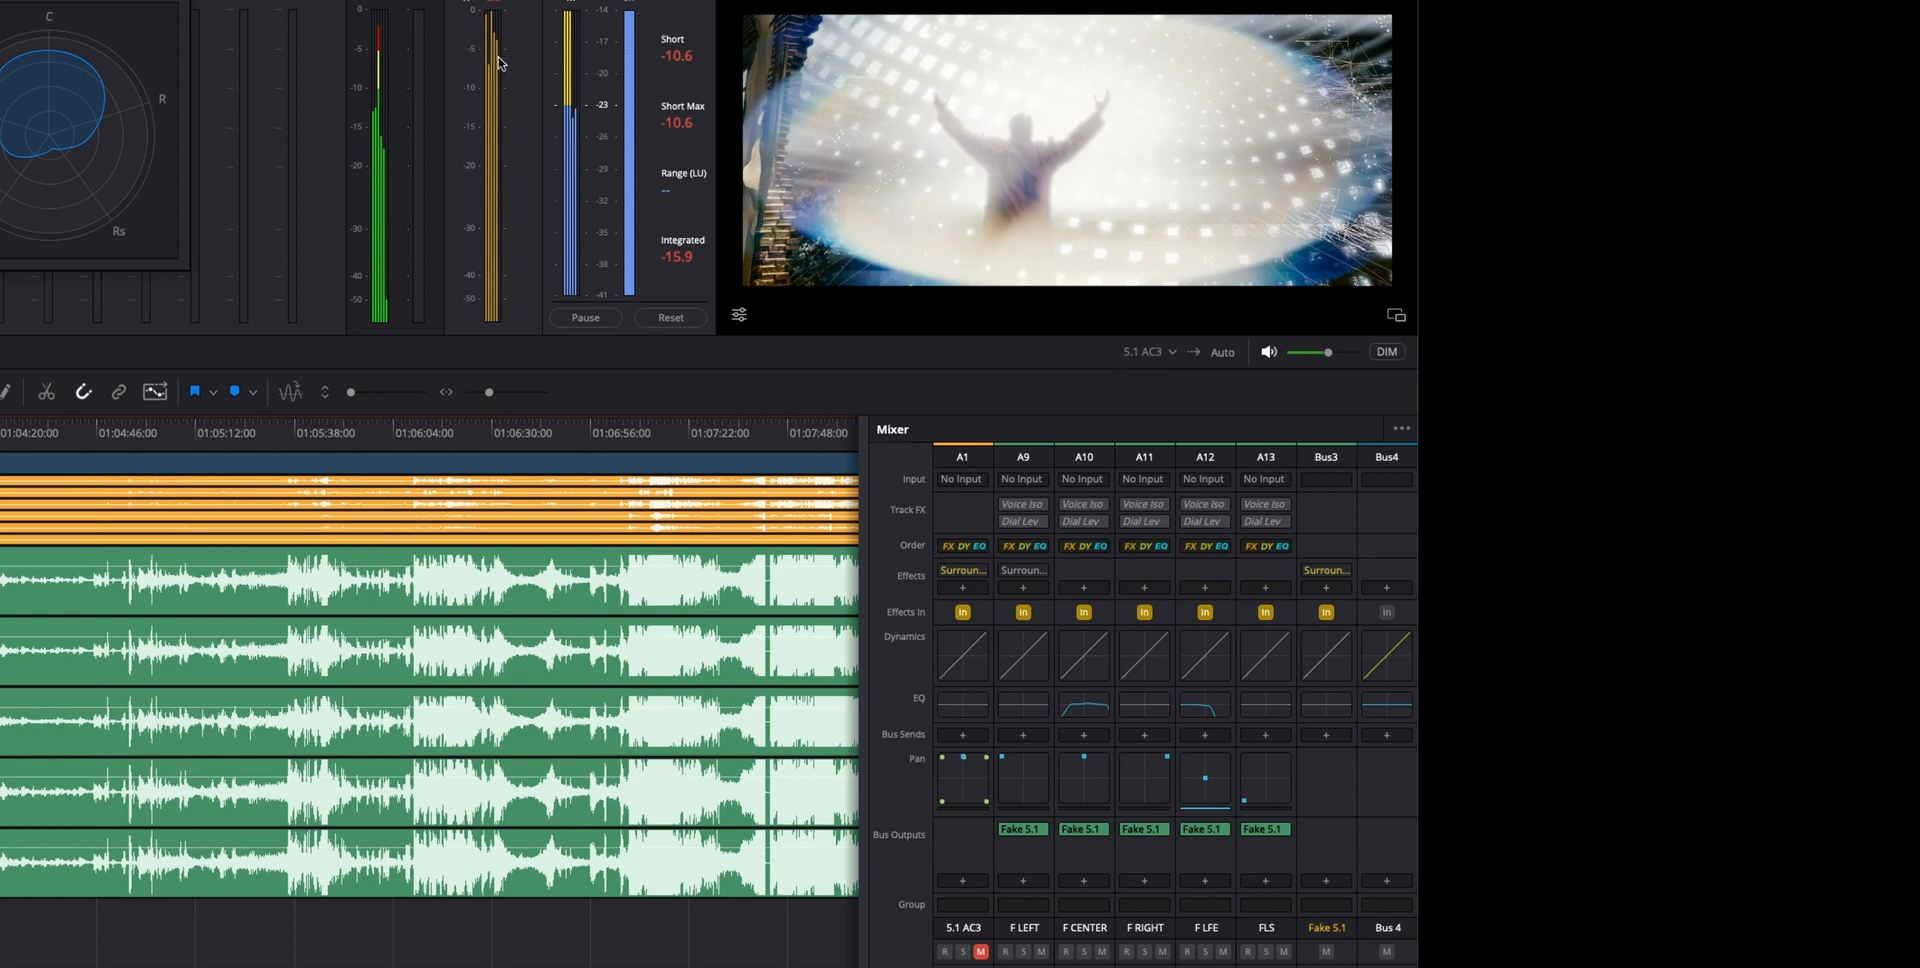 C
R
Rs
0
-5
-10
-15
-20
-30
-40
-50
0
-5
-10
-15
-20
-30
-40
-50
-14
-17
-20
-23
-26
-29
-32
-35
-38
-41
Short
-10.6
Short Max
-10.6
Range (LU)
--
Integrated
-15.9
Pause Reset
5.1 AC3 Auto DIM
01:04:20:00 01:04:46:00 01:05:12:00 01:05:38:00 01:06:04:00 01:06:30:00 01:06:56:00 01:07:22:00 01:07:48:00
Mixer
A1 A9 A10 A11 A12 A13 Bus3 Bus4
Input No Input No Input No Input No Input No Input No Input
Track FX Voice Iso Voice Iso Voice Iso Voice Iso Voice Iso
Dial Lev Dial Lev Dial Lev Dial Lev Dial Lev
Order FX DY EQ FX DY EQ FX DY EQ FX DY EQ FX DY EQ FX DY EQ
Effects Surroun... Surroun... Surroun...
+ + + + + + + +
Effects In In In In In In In In In
Dynamics
EQ
Bus Sends + + + + + + + +
Pan
Bus Outputs Fake 5.1 Fake 5.1 Fake 5.1 Fake 5.1 Fake 5.1
+ + + + + + + +
Group
5.1 AC3 F LEFT F CENTER F RIGHT F LFE FLS Fake 5.1 Bus 4
R S M R S M R S M R S M R S M R S M M M